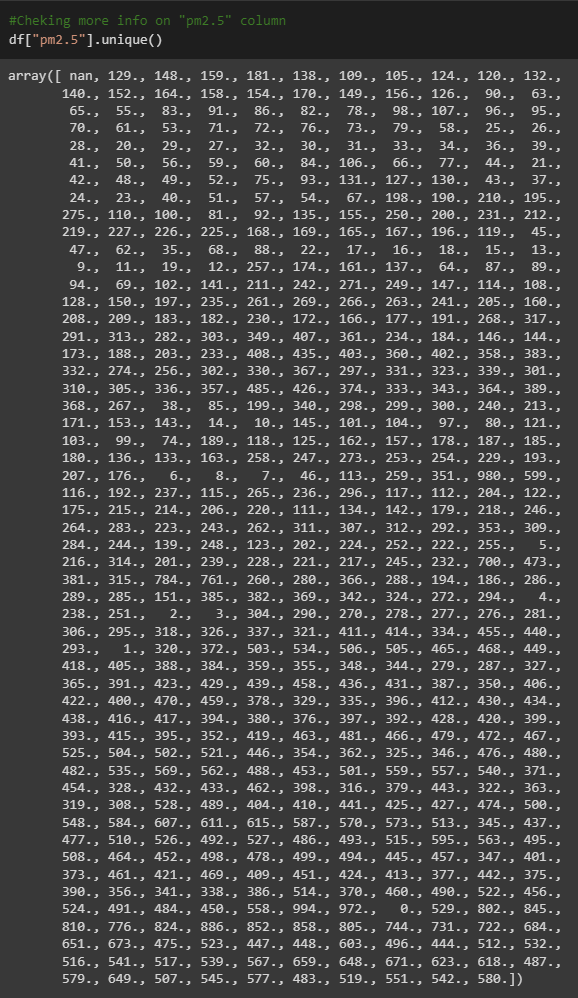 #Cheking more info on "pm2.5" column
df["pm2.5"].unique()
array([ nan, 129., 148., 159., 181., 138., 109., 105., 124., 120., 132.,
140., 152., 164., 158., 154., 170., 149., 156., 126., 90., 63.,
65., 55., 83., 91., 86., 82., 78., 98., 107., 96., 95.,
70., 61., 53., 71., 72., 76., 73., 79., 58., 25., 26.,
28., 20., 29., 27., 32., 30., 31., 33., 34., 36., 39.,
41., 50., 56., 59., 60., 84., 106., 66., 77., 44., 21.,
42., 48., 49., 52., 75., 93., 131., 127., 130., 43., 37.,
24., 23., 40., 51., 57., 54., 67., 198., 190., 210., 195.,
275., 110., 100., 81., 92., 135., 155., 250., 200., 231., 212.,
219., 227., 226., 225., 168., 169., 165., 167., 196., 119., 45.,
47., 62., 35., 68., 88., 22., 17., 16., 18., 15., 13.,
9., 11., 19., 12., 257., 174., 161., 137., 64., 87., 89.,
94., 69., 102., 141., 211., 242., 271., 249., 147., 114., 108.,
128., 150., 197., 235., 261., 269., 266., 263., 241., 205., 160.,
208., 209., 183., 182., 230., 172., 166., 177., 191., 268., 317.,
291., 313., 282., 303., 349., 407., 361., 234., 184., 146., 144.,
173., 188., 203., 233., 408., 435., 403., 360., 402., 358., 383.,
332., 274., 256., 302., 330., 367., 297., 331., 323., 339., 301.,
310., 305., 336., 357., 485., 426., 374., 333., 343., 364., 389.,
368., 267., 38., 85., 199., 340., 298., 299., 300., 240., 213.,
171., 153., 143., 14., 10., 145., 101., 104., 97., 80., 121.,
103., 99., 74., 189., 118., 125., 162., 157., 178., 187., 185.,
180., 136., 133., 163., 258., 247., 273., 253., 254., 229., 193.,
207., 176., 6., 8., 7., 46., 113., 259., 351., 980., 599.,
116., 192., 237., 115., 265., 236., 296., 117., 112., 204., 122.,
175., 215., 214., 206., 220., 111., 134., 142., 179., 218., 246.,
264., 283., 223., 243., 262., 311., 307., 312., 292., 353., 309.,
284., 244., 139., 248., 123., 202., 224., 252., 222., 255., 5.,
216., 314., 201., 239., 228., 221., 217., 245., 232., 700., 473.,
381., 315., 784., 761., 260., 280., 366., 288., 194., 186., 286.,
289., 285., 151., 385., 382., 369., 342., 324., 272., 294., 4.,
238., 251., 2., 3., 304., 290., 270., 278., 277., 276., 281.,
306., 295., 318., 326., 337., 321., 411., 414., 334., 455., 440.,
293., 1., 320., 372., 503., 534., 506., 505., 465., 468., 449.,
418., 405., 388., 384., 359., 355., 348., 344., 279., 287., 327.,
365., 391., 423., 429., 439., 458., 436., 431., 387., 350., 406.,
422., 400., 470., 459., 378., 329., 335., 396., 412., 430., 434.,
438., 416., 417., 394., 380., 376., 397., 392., 428., 420., 399.,
393., 415., 395., 352., 419., 463., 481., 466., 479., 472., 467.,
525., 504., 502., 521., 446., 354., 362., 325., 346., 476., 480.,
482., 535., 569., 562., 488., 453., 501., 559., 557., 540., 371.,
454., 328., 432., 433., 462., 398., 316., 379., 443., 322., 363.,
319., 308., 528., 489., 404., 410., 441., 425., 427., 474., 500.,
548., 584., 607., 611., 615., 587., 570., 573., 513., 345., 437.,
477., 510., 526., 492., 527., 486., 493., 515., 595., 563., 495.,
508., 464., 452., 498., 478., 499., 494., 445., 457., 347., 401.,
373., 461., 421., 469., 409., 451., 424., 413., 377., 442., 375.,
390., 356., 341., 338., 386., 514., 370., 460., 490., 522., 456.,
524., 491., 484., 450., 558., 994., 972., 0., 529., 802., 845.,
810., 776., 824., 886., 852., 858., 805., 744., 731., 722., 684.,
651., 673., 475., 523., 447., 448., 603., 496., 444., 512., 532.,
516., 541., 517., 539., 567., 659., 648., 671., 623., 618., 487.,
579., 649., 507., 545., 577., 483., 519., 551., 542., 580.])